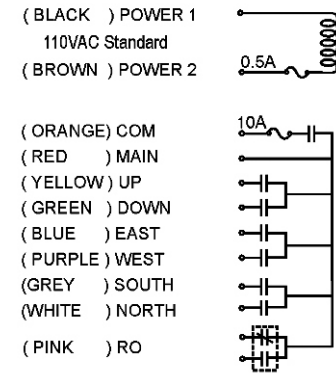 ( BLACK ) POWER 1
110VAC Standard
( BROWN ) POWER 2 0.5A
( ORANGE) COM 10A
( RED ) MAIN
( YELLOW ) UP
( GREEN ) DOWN
( BLUE ) EAST
( PURPLE ) WEST
(GREY ) SOUTH
(WHITE ) NORTH
( PINK ) RO